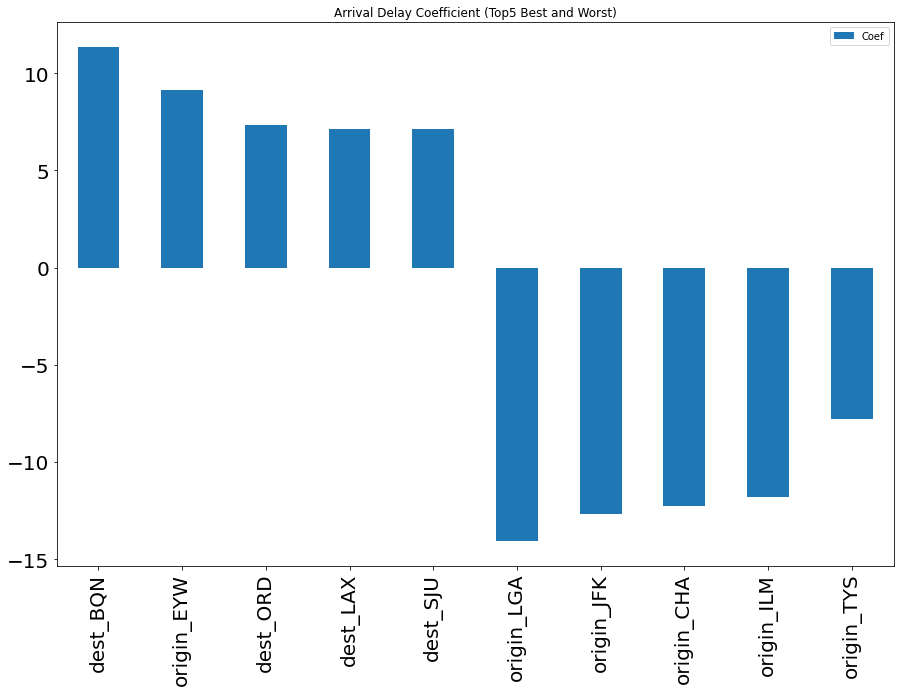 Arrival Delay Coefficient (Top5 Best and Worst)
Coef
10
5
0
−5
−10
−15
dest_BQN
origin_EYW
dest_ORD
dest_LAX
dest_SJU
origin_LGA
origin_JFK
origin_CHA
origin_ILM
origin_TYS